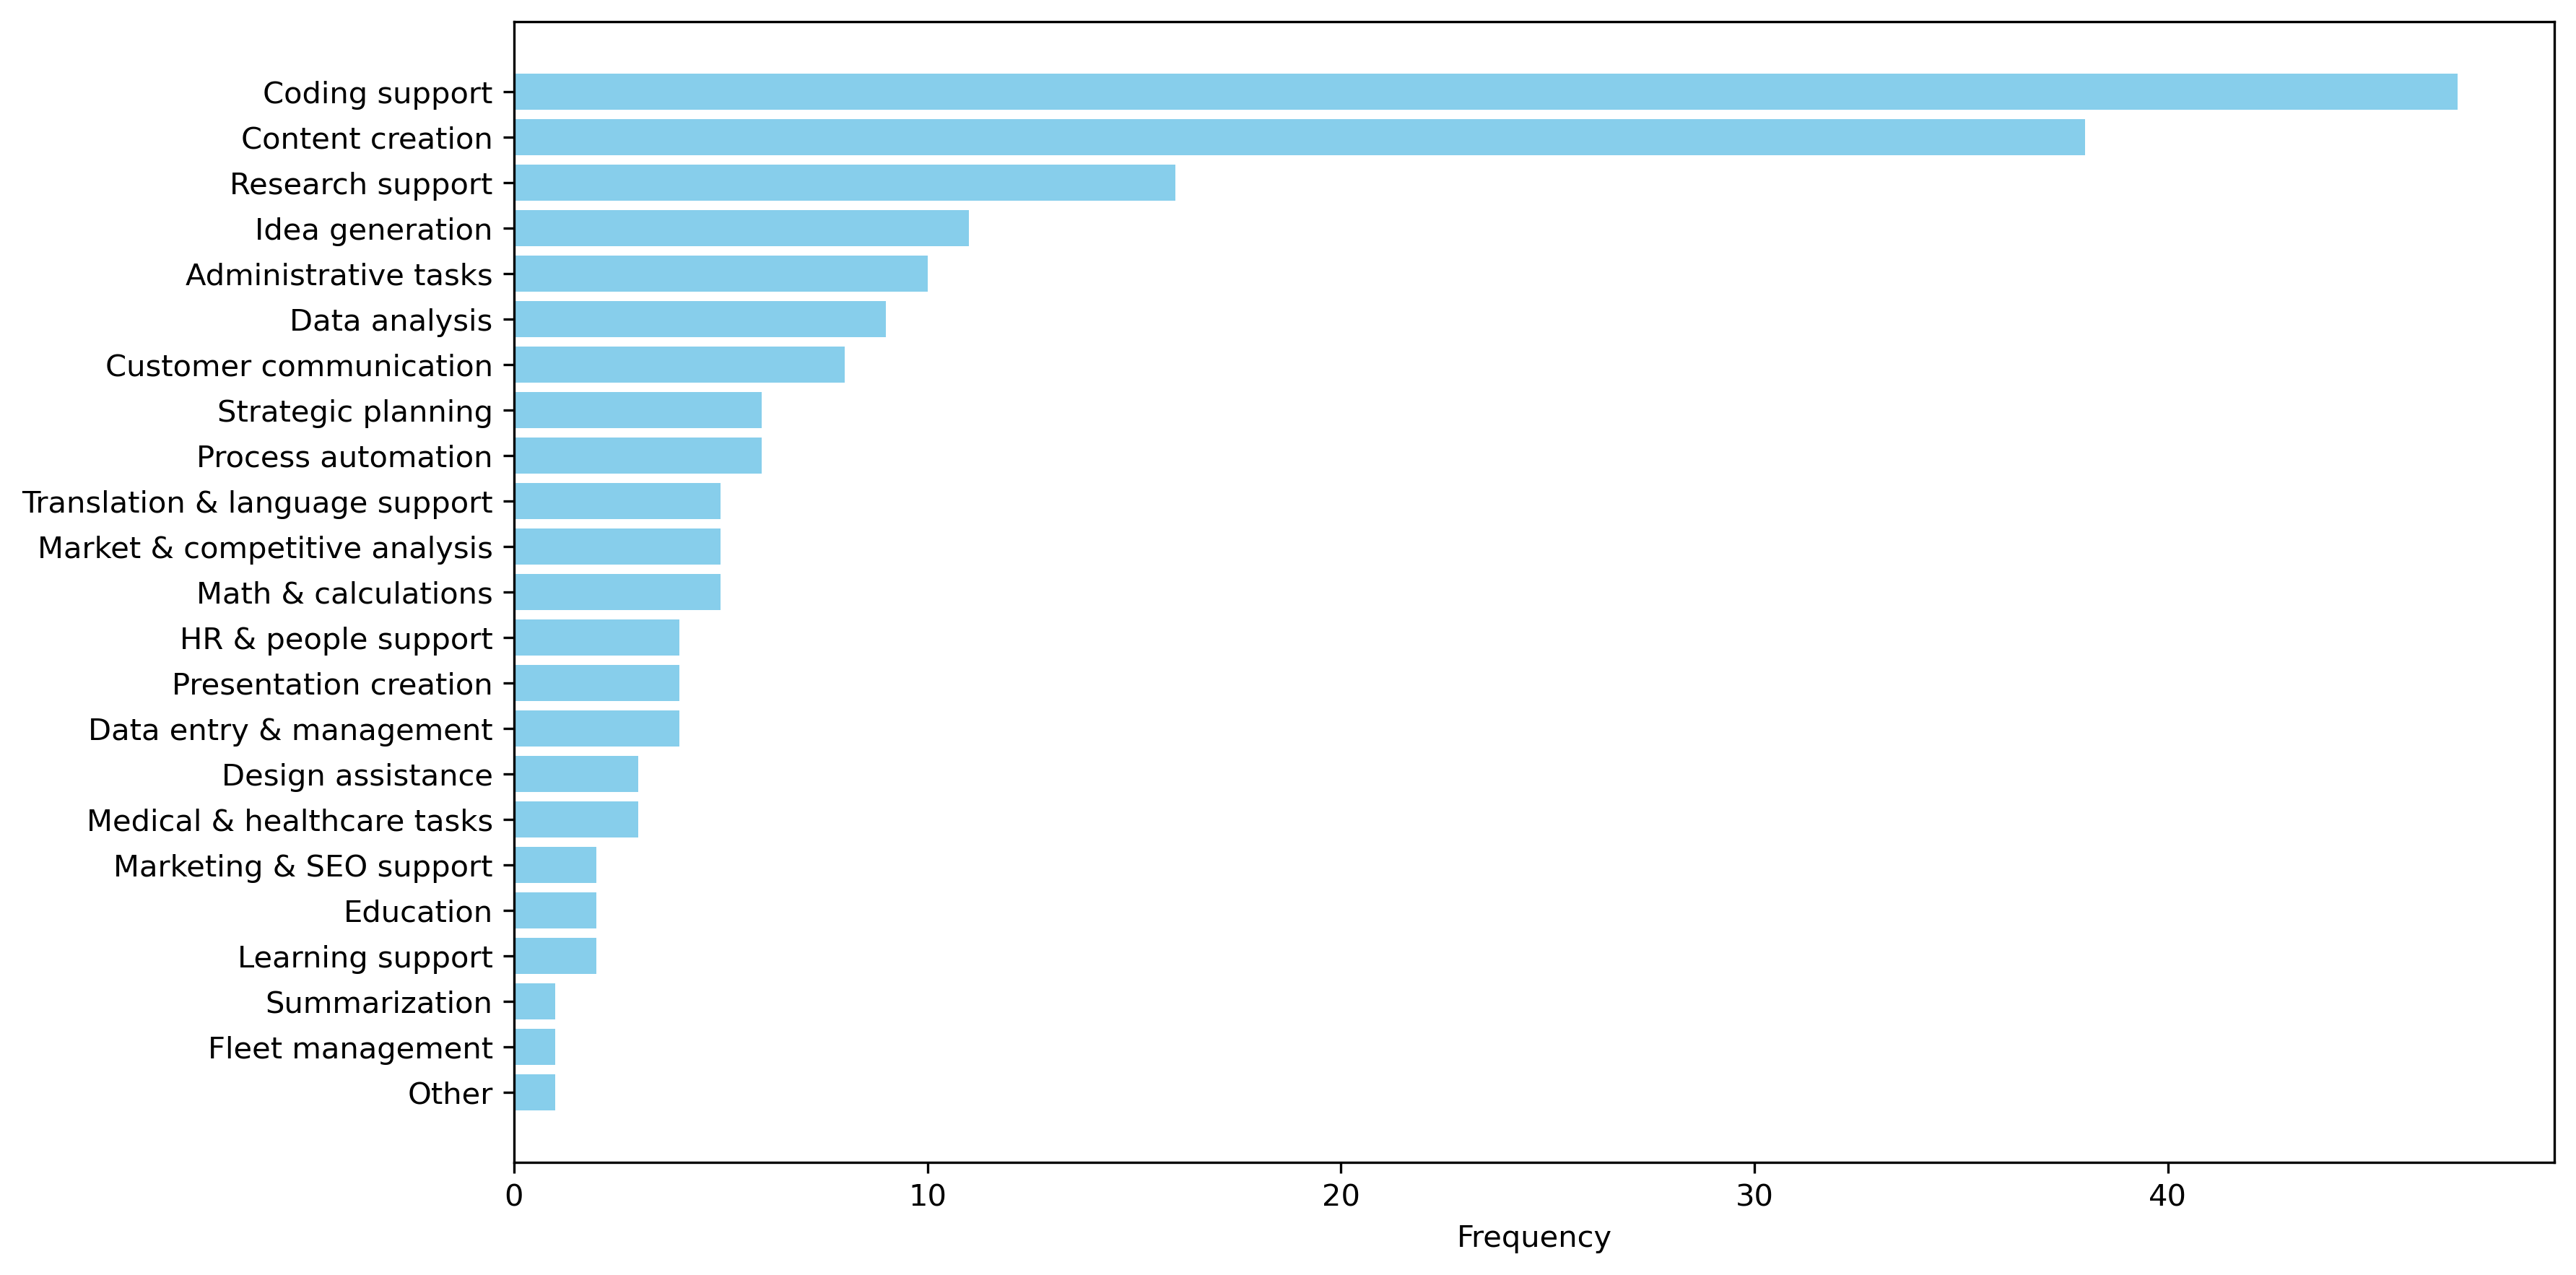 Coding support
Content creation
Research support
Idea generation
Administrative tasks
Data analysis
Customer communication
Strategic planning
Process automation
Translation & language support
Market & competitive analysis
Math & calculations
HR & people support
Presentation creation
Data entry & management
Design assistance
Medical & healthcare tasks
Marketing & SEO support
Education
Learning support
Summarization
Fleet management
Other
0 10 20 30 40
Frequency